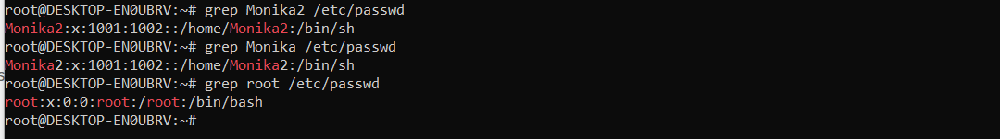 root@DESKTOP-EN0UBRV:~# grep Monika2 /etc/passwd
Monika2:x:1001:1002::/home/Monika2:/bin/sh
root@DESKTOP-EN0UBRV:~# grep Monika /etc/passwd
Monika2:x:1001:1002::/home/Monika2:/bin/sh
root@DESKTOP-EN0UBRV:~# grep root /etc/passwd
root:x:0:0:root:/root:/bin/bash
root@DESKTOP-EN0UBRV:~#